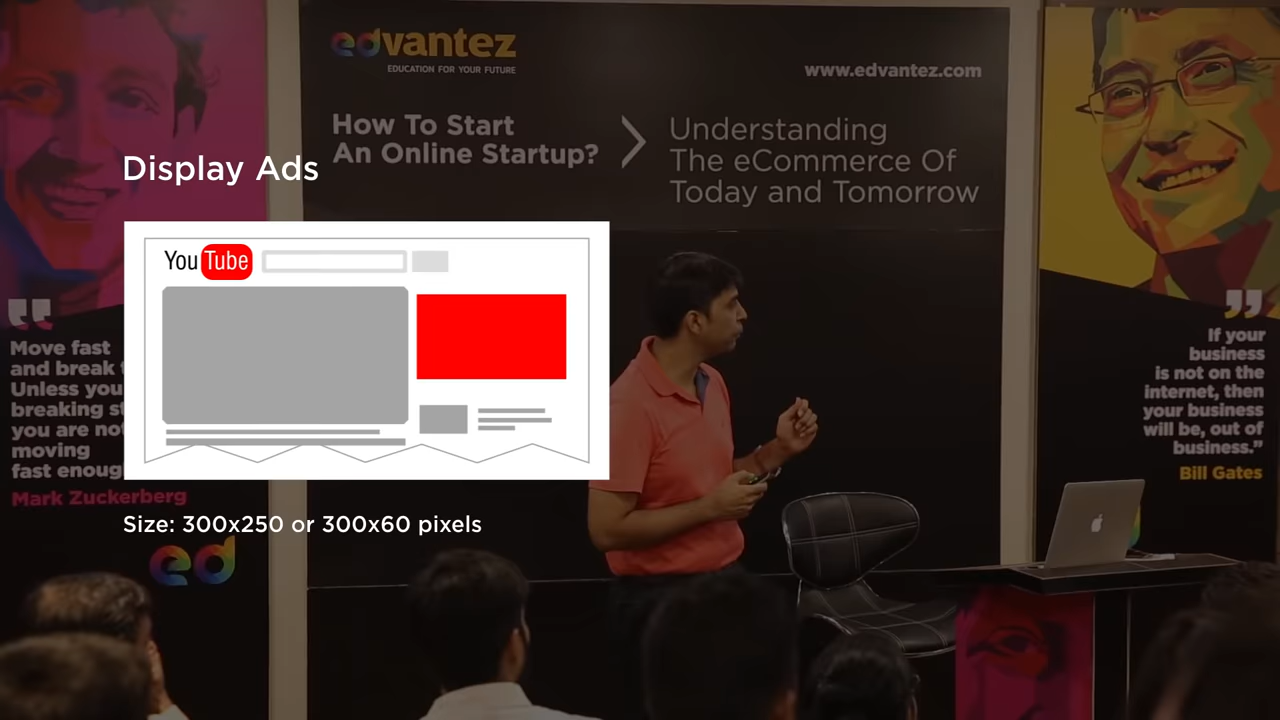 edvantez
EDUCATION FOR YOUR FUTURE
www.edvantez.com
How To Start
An Online Startup?
Understanding
The eCommerce Of
Today and Tomorrow
Display Ads
YouTube
Size: 300x250 or 300x60 pixels
Move fast
and break
Unless you
breaking
you are
moving
fast
Mark Zuckerberg
ed
If your
business
is not on the
internet, then
your business
will be, out of
business.”
Bill Gates